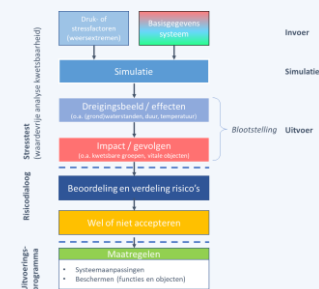 Druk- of
stressfactoren
(weersextremen)
Basisgegevens
systeem
Invoer
Simulatie
Simulatie
Dreigingsbeeld / effecten
(o.a. (grond)waterstanden, duur, temperatuur)
Blootstelling
Uitvoer
Impact / gevolgen
(o.a. kwetsbare groepen, vitale objecten)
Stresstest
(waardevrije analyse kwetsbaarheid)
Risicodialoog
Beoordeling en verdeling risico's
Wel of niet accepteren
Uitvoerings-
programma
Maatregelen
• Systeemaanpassingen
• Beschermen (functies en objecten)